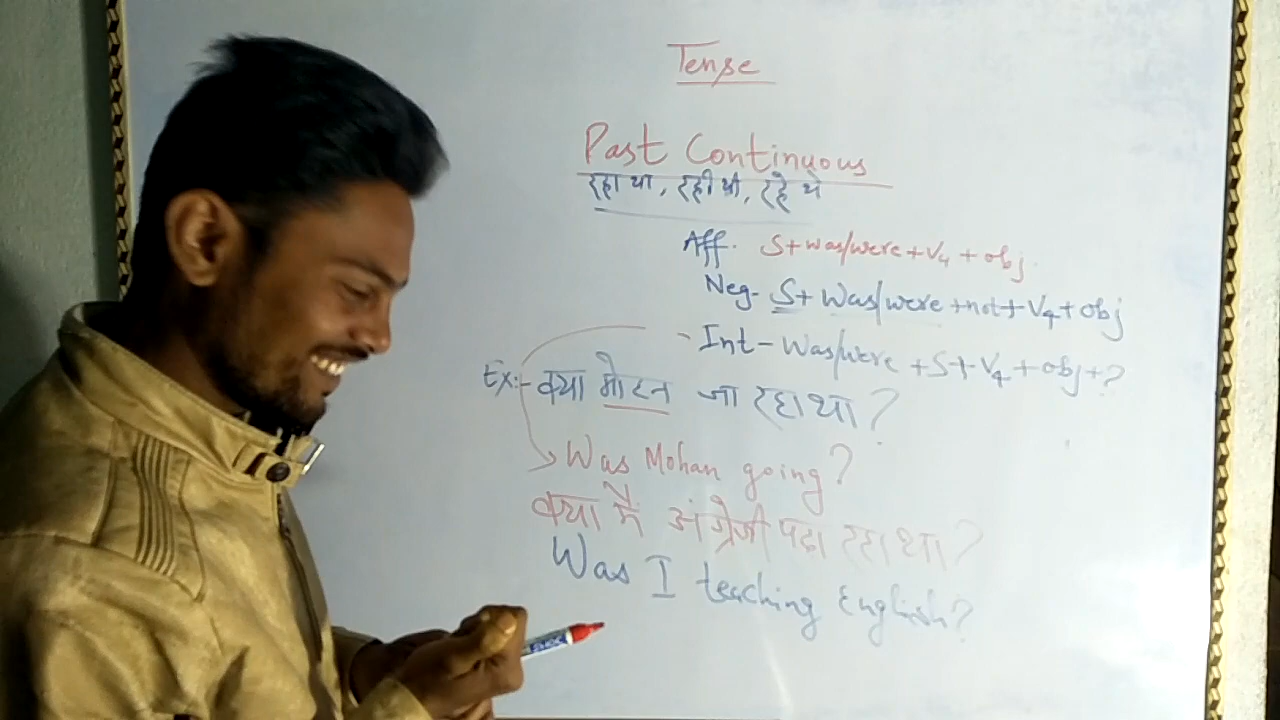 Tense
Past Continuous
रहा था, रही थी, रहे थे
Aff. S+was/were+V4+obj.
Neg- S+ Was/were +not+V4+obj
- Int - Was/were +S+V4+obj+?
Ex:- क्या मोहन जा रहा था?
Was Mohan going?
क्या मैं अंग्रेजी पढा रहा था?
Was I teaching English?